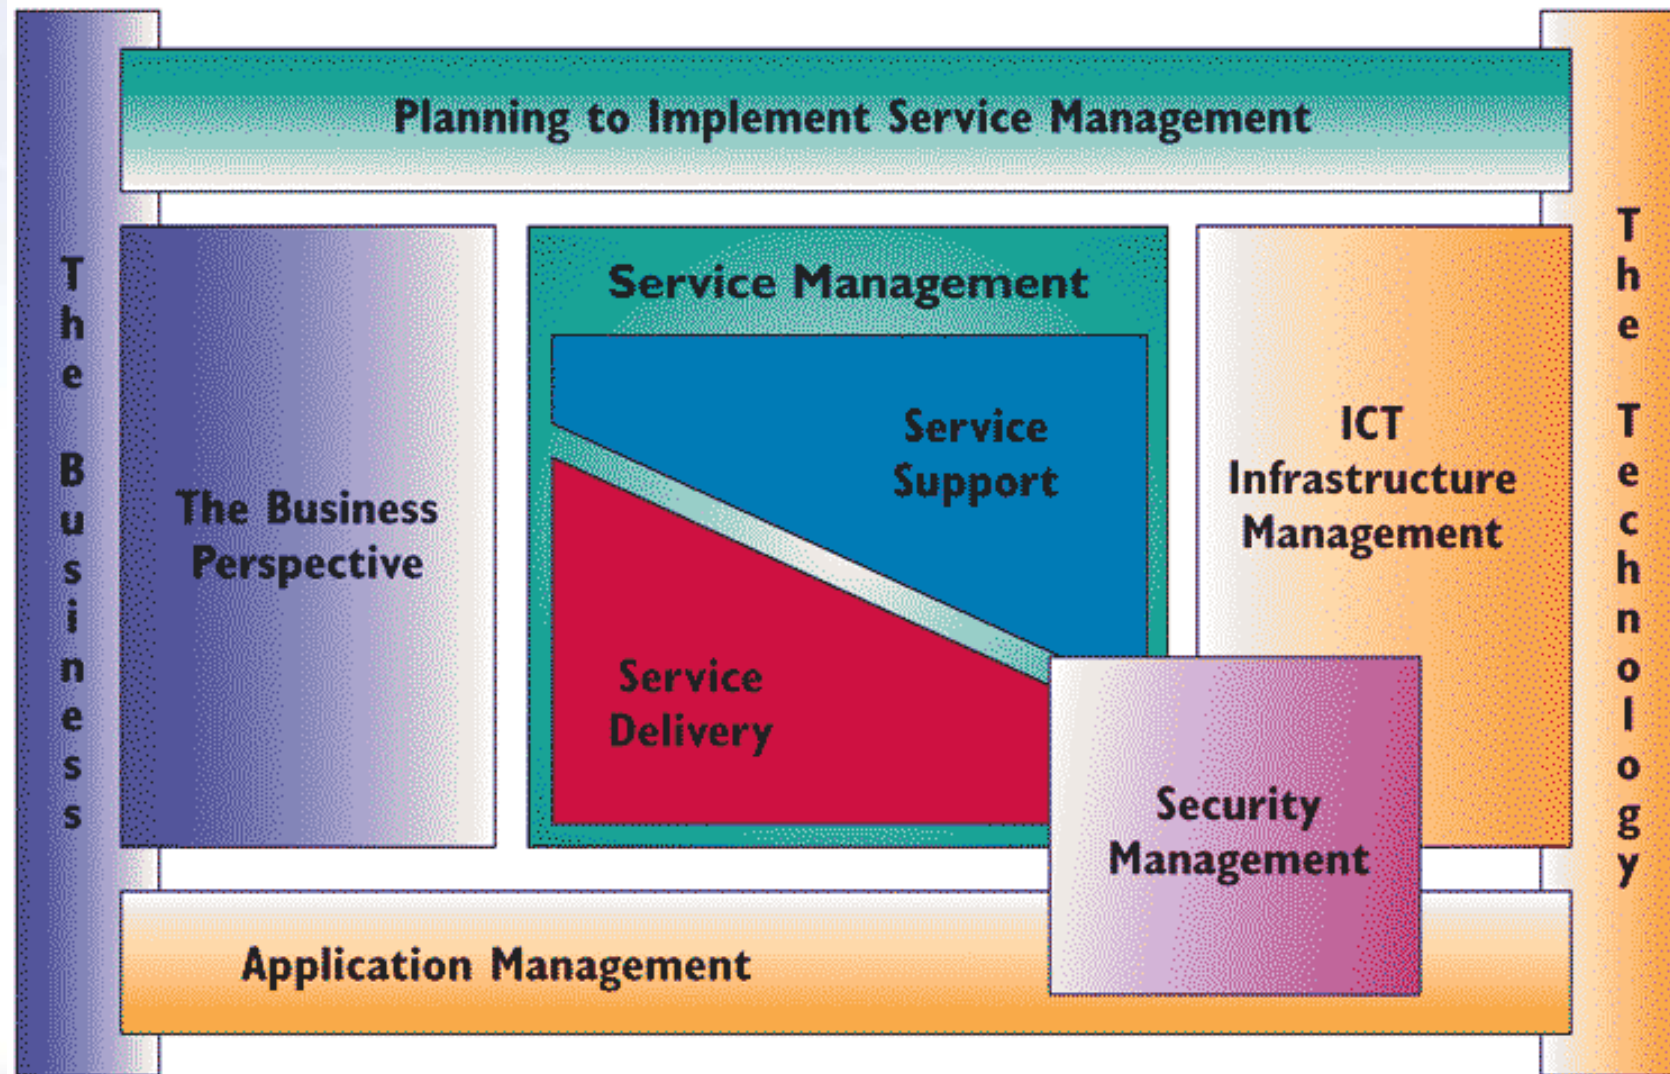 Planning to Implement Service Management
The Business
The Business
Perspective
Service Management
Service
Support
Service
Delivery
ICT
Infrastructure
Management
The Technology
Security
Management
Application Management